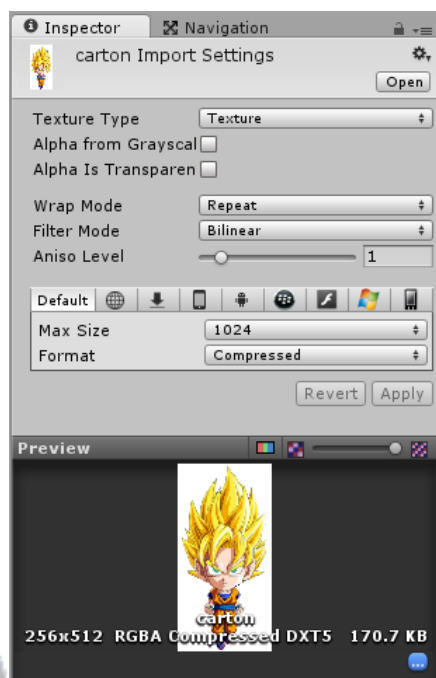 Inspector Navigation
carton Import Settings
Open
Texture Type Texture
Alpha from Grayscal
Alpha Is Transparen
Wrap Mode Repeat
Filter Mode Bilinear
Aniso Level 1
Default
Max Size 1024
Format Compressed
Revert Apply
Preview
carton
256x512 RGBA Compressed DXT5 170.7 KB